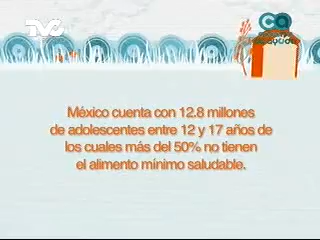 TVC
México cuenta con 12.8 millones
de adolescentes entre 12 y 17 años de
los cuales más del 50% no tienen
el alimento mínimo saludable.